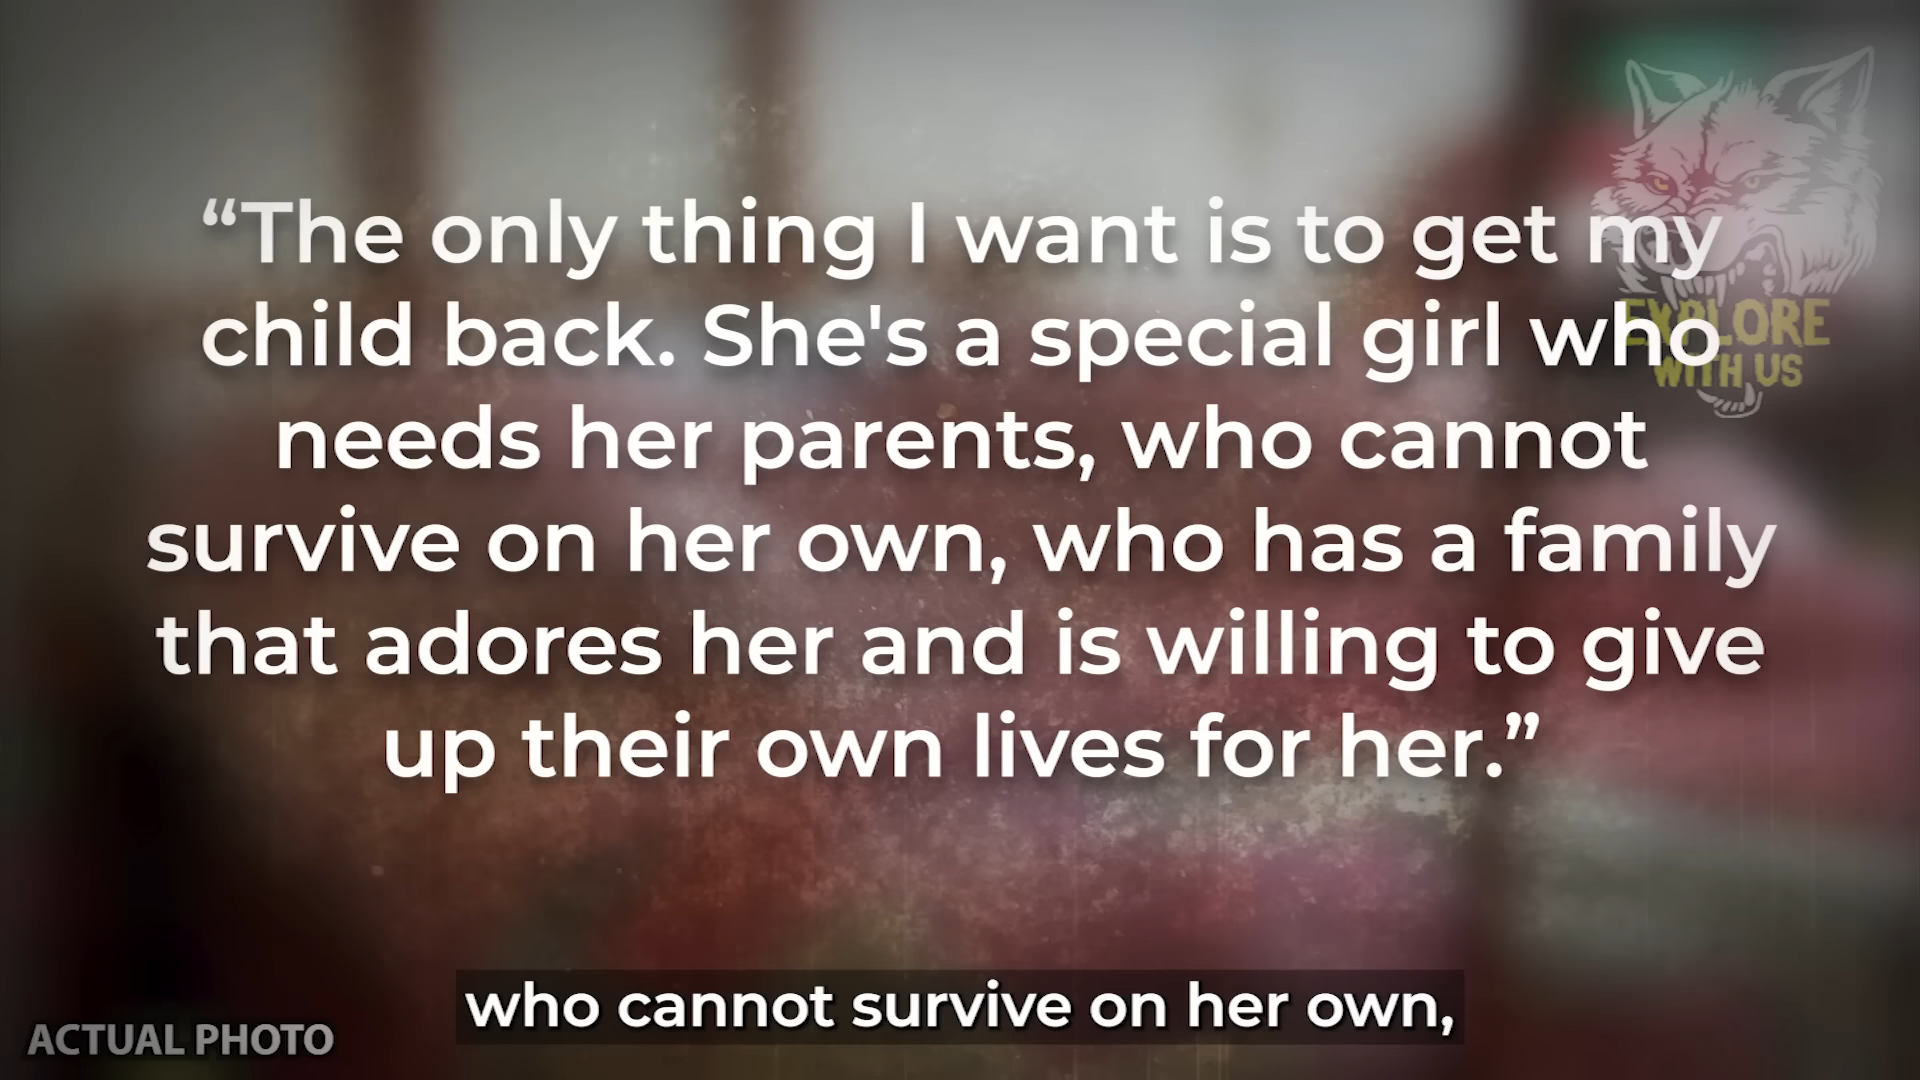 “The only thing I want is to get my
child back. She's a special girl who
needs her parents, who cannot
survive on her own, who has a family
that adores her and is willing to give
up their own lives for her.”
EXPLORE
WITH US
who cannot survive on her own,
ACTUAL PHOTO